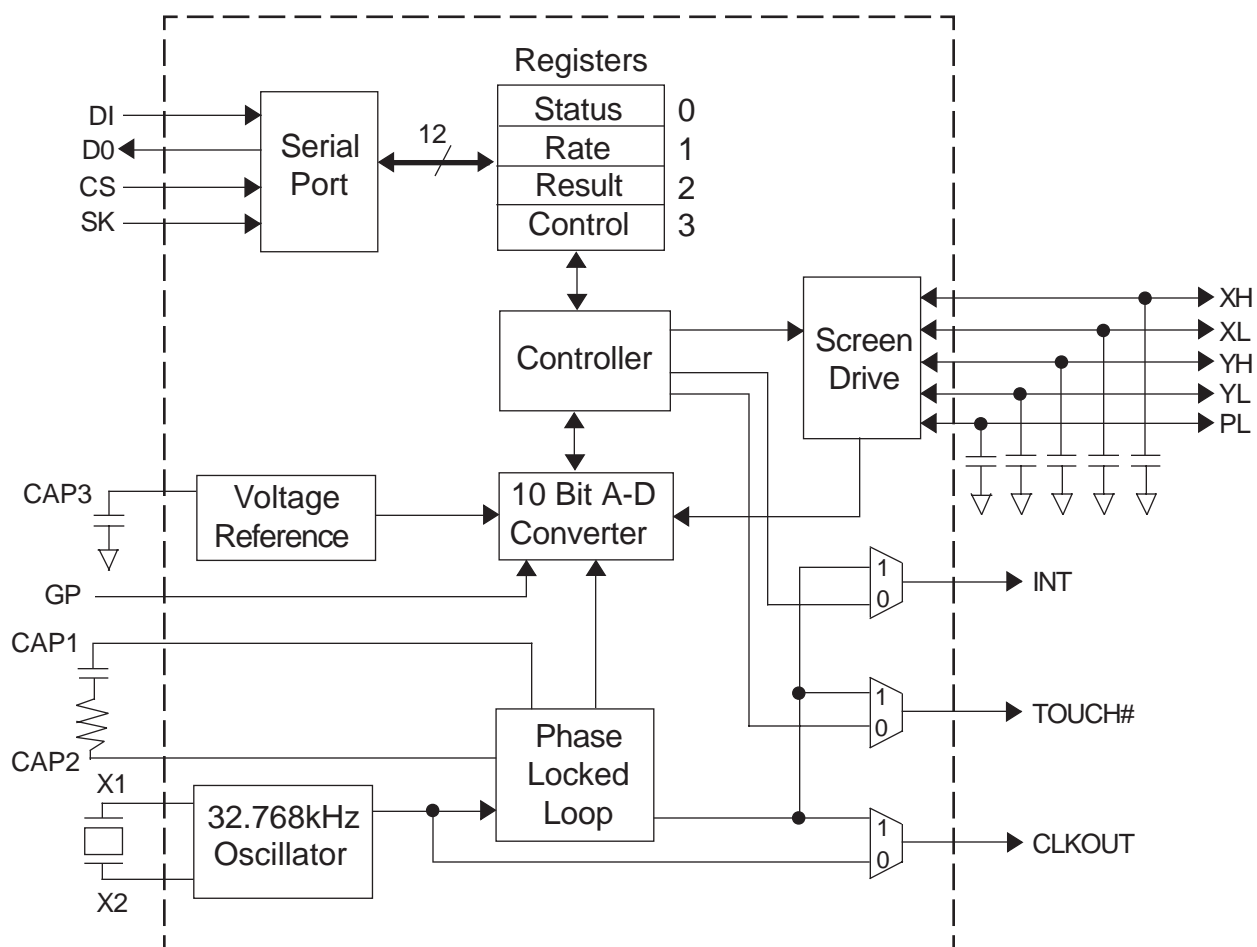 Registers
DI
D0
CS
SK
Serial
Port
12
Status 0
Rate 1
Result 2
Control 3
Controller
Screen
Drive
XH
XL
YH
YL
PL
CAP3
Voltage
Reference
10 Bit A-D
Converter
GP
CAP1
CAP2
X1
X2
32.768kHz
Oscillator
Phase
Locked
Loop
1
0
INT
1
0
TOUCH#
1
0
CLKOUT